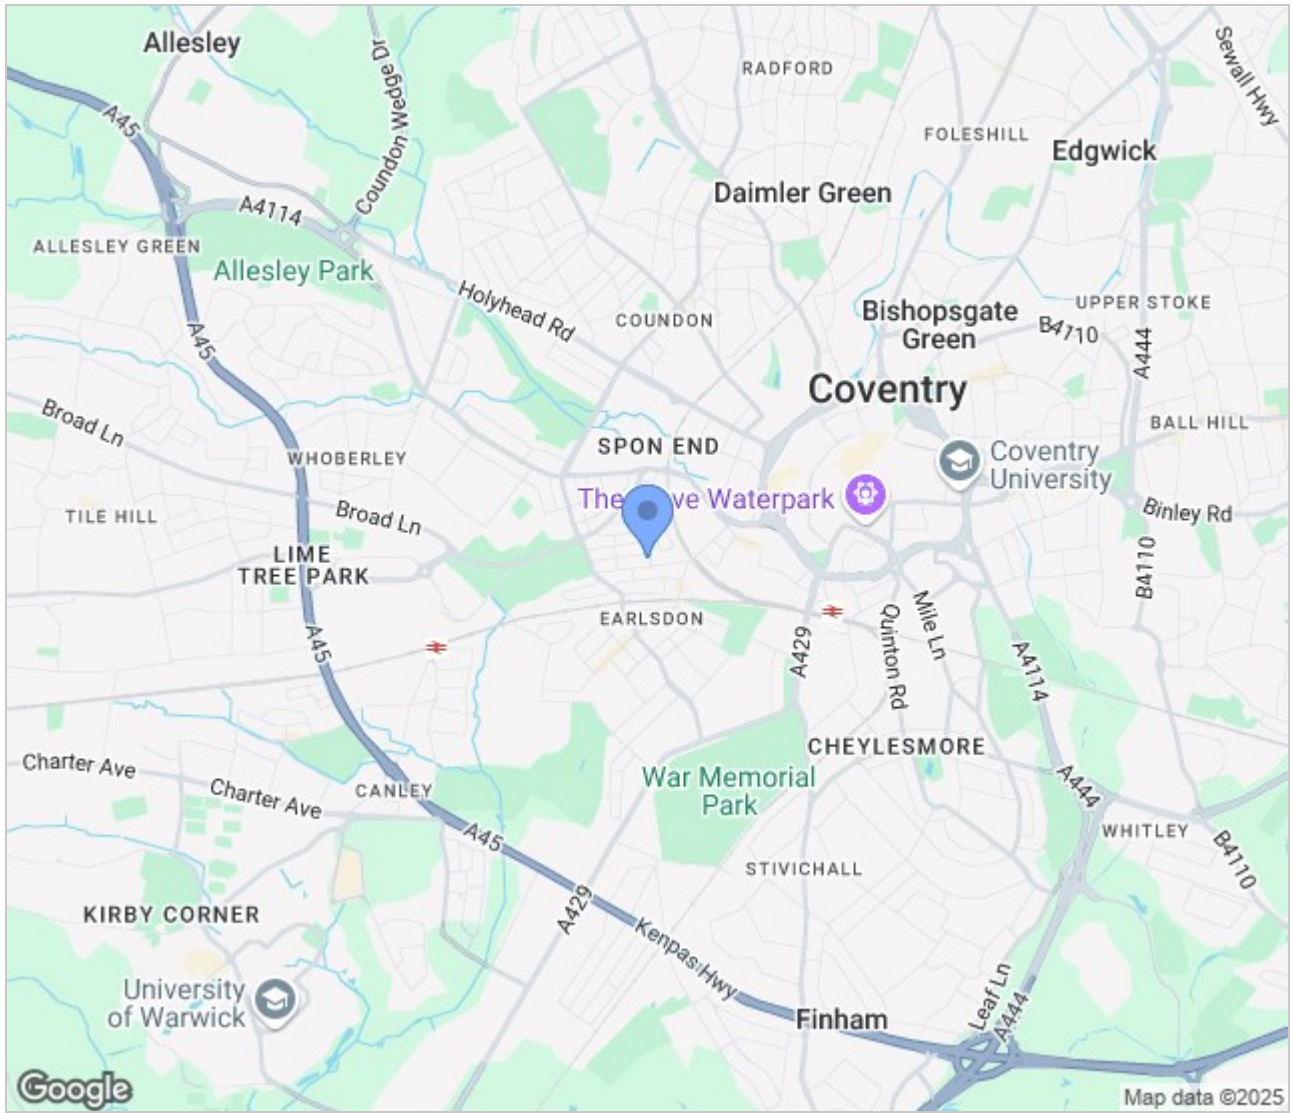 Allesley
Coundon Wedge Dr
RADFORD
Sewall Hwy
A45
FOLESHILL
Edgwick
Daimler Green
A4114
ALLESLEY GREEN
Allesley Park
Holyhead Rd
COUNDON
Bishopsgate
Green
UPPER STOKE
B4110
A444
A45
Coventry
Broad Ln
BALL HILL
SPON END
WHOBERLEY
Coventry
University
Broad Ln
Binley Rd
TILE HILL
LIME
TREE PARK
B4110
EARLSDON
Mile Ln
Quinton Rd
A429
A45
A4114
CHEYLESMORE
Charter Ave
War Memorial
Park
Charter Ave
CANLEY
A444
WHITLEY
B4110
A45
STIVICHALL
KIRBY CORNER
A429
Kenpas Hwy
University
of Warwick
Leaf Ln
A444
Finham
Google
Map data ©2025